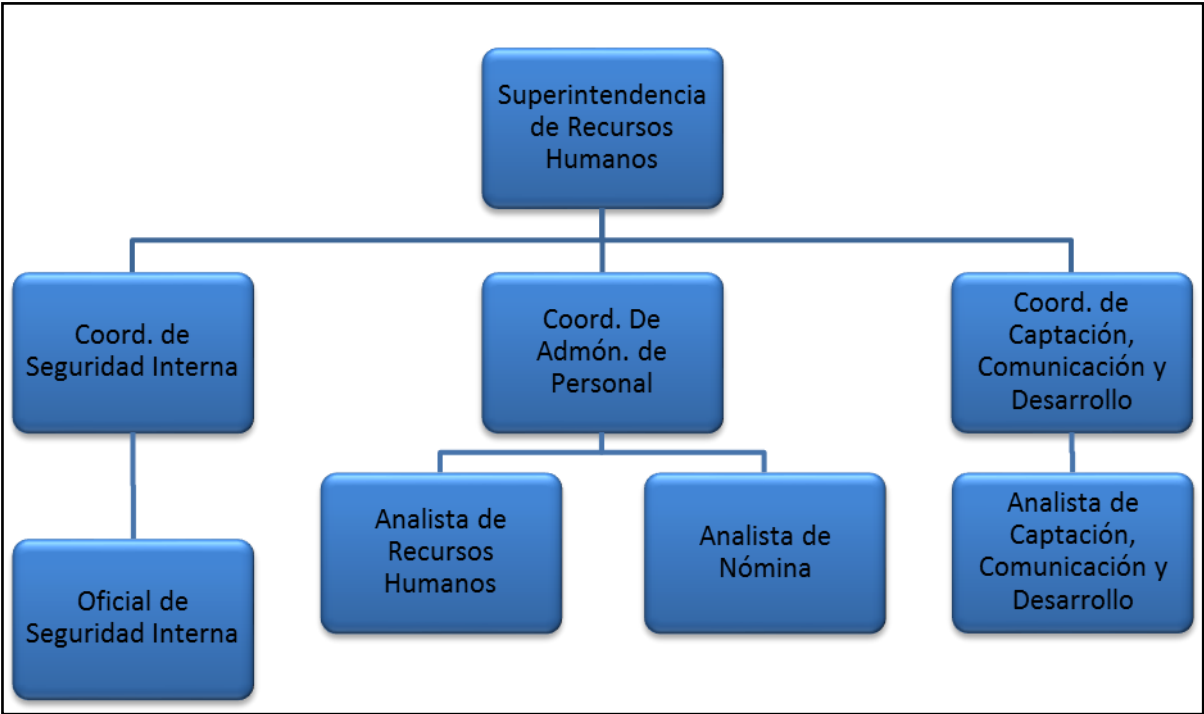 Superintendencia
de Recursos
Humanos
Coord. de
Seguridad Interna
Coord. De
Admón. de
Personal
Coord. de
Captación,
Comunicación y
Desarrollo
Analista de
Recursos
Humanos
Analista de
Nómina
Analista de
Captación,
Comunicación y
Desarrollo
Oficial de
Seguridad Interna